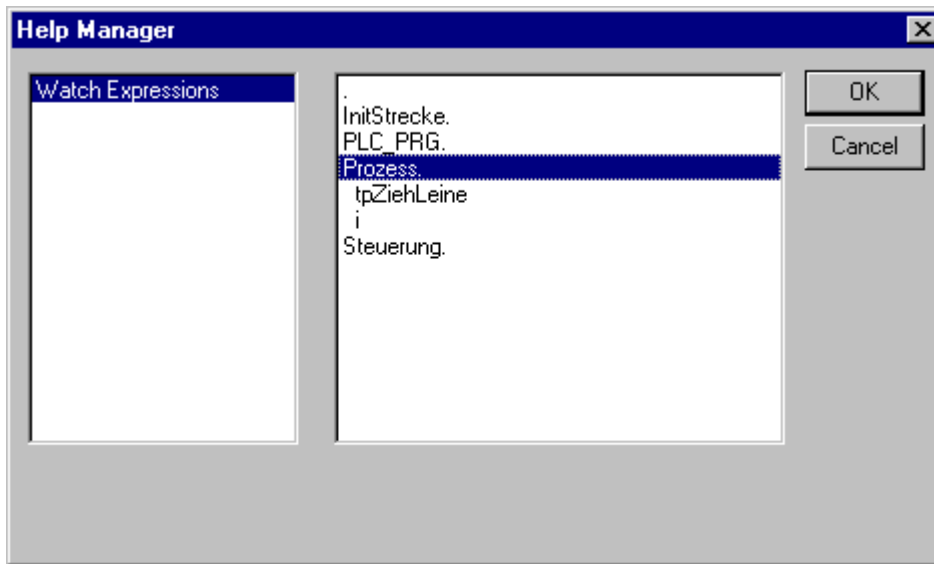 Help Manager
Watch Expressions
.
InitStrecke.
PLC_PRG.
Prozess.
tpZiehLeine
i
Steuerung.
OK
Cancel